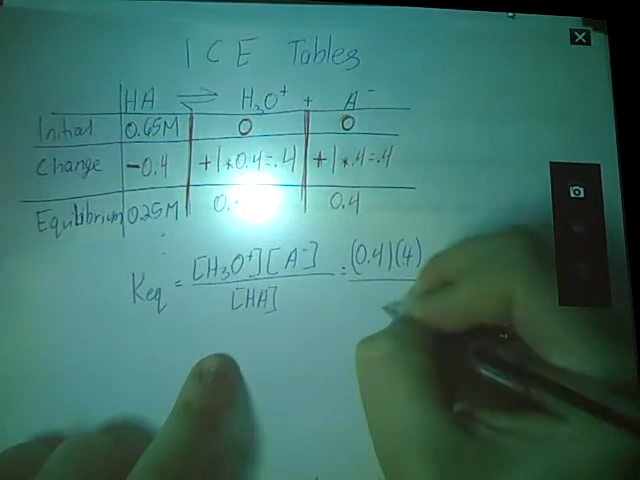 ICE Tables
HA ⇌ H₃O⁺ + A⁻
Initial 0.65M 0 0
Change -0.4 +1*0.4=.4 +1*.4=.4
Equilibrium 0.25M 0. 0.4
Keq = [H₃O⁺][A⁻] / [HA] = (0.4)(.4)